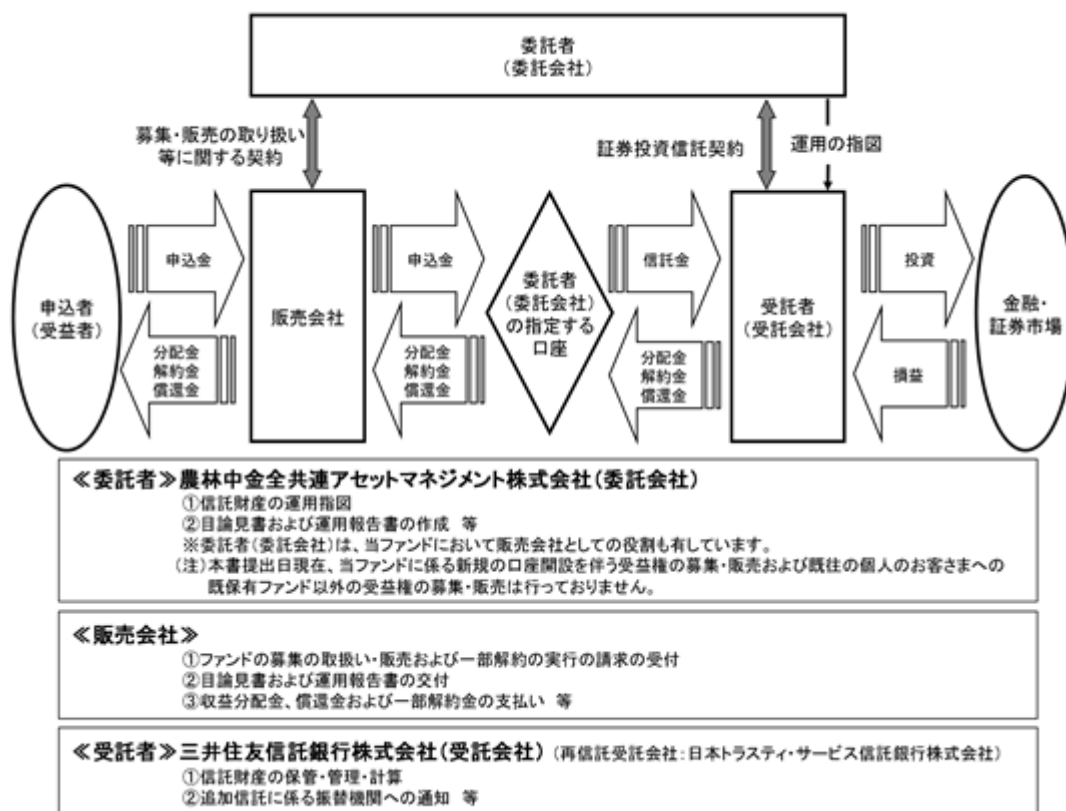 委託者
(委託会社)
募集・販売の取り扱い
等に関する契約
証券投資信託契約
運用の指図
申込者
(受益者)
申込金
分配金
解約金
償還金
販売会社
申込金
分配金
解約金
償還金
委託者
(委託会社)
の指定する
口座
信託金
分配金
解約金
償還金
受託者
(受託会社)
投資
損益
金融・
証券市場
≪委託者≫農林中金全共連アセットマネジメント株式会社(委託会社)
①信託財産の運用指図
②目論見書および運用報告書の作成 等
※委託者(委託会社)は、当ファンドにおいて販売会社としての役割も有しています。
(注)本書提出日現在、当ファンドに係る新規の口座開設を伴う受益権の募集・販売および既往の個人のお客さまへの
既保有ファンド以外の受益権の募集・販売は行っておりません。
≪販売会社≫
①ファンドの募集の取扱い・販売および一部解約の実行の請求の受付
②目論見書および運用報告書の交付
③収益分配金、償還金および一部解約金の支払い 等
≪受託者≫三井住友信託銀行株式会社(受託会社) (再信託受託会社:日本トラスティ・サービス信託銀行株式会社)
①信託財産の保管・管理・計算
②追加信託に係る振替機関への通知 等